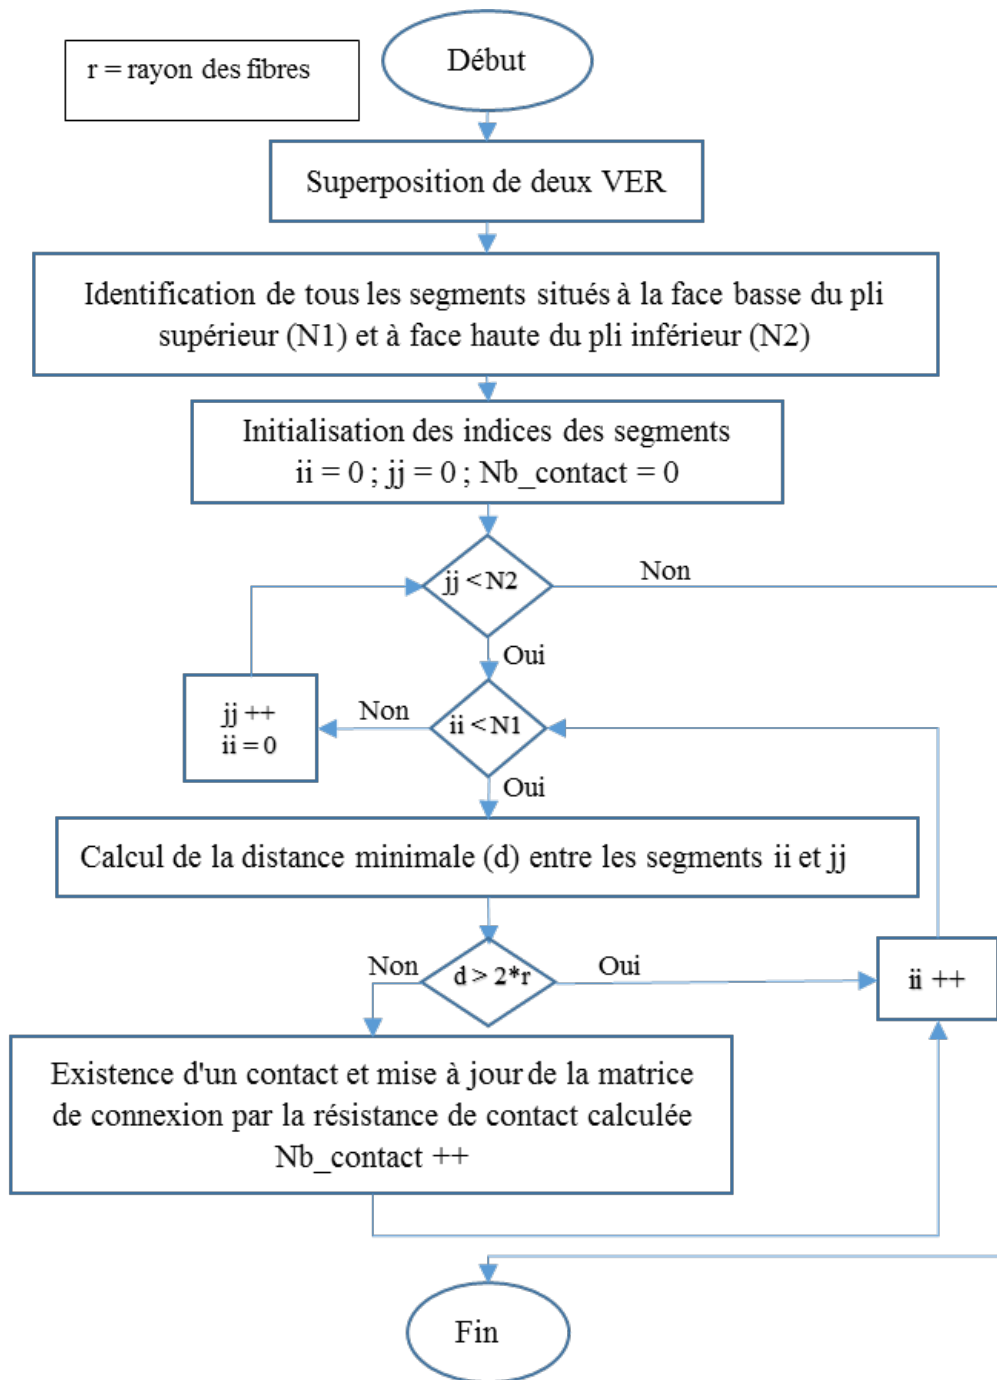 r = rayon des fibres
Début
Superposition de deux VER
Identification de tous les segments situés à la face basse du pli
supérieur (N1) et à face haute du pli inférieur (N2)
Initialisation des indices des segments
ii = 0 ; jj = 0 ; Nb_contact = 0
jj < N2
Non
Oui
jj ++
ii = 0
Non
ii < N1
Oui
Calcul de la distance minimale (d) entre les segments ii et jj
Non
d > 2*r
Oui
ii ++
Existence d'un contact et mise à jour de la matrice
de connexion par la résistance de contact calculée
Nb_contact ++
Fin